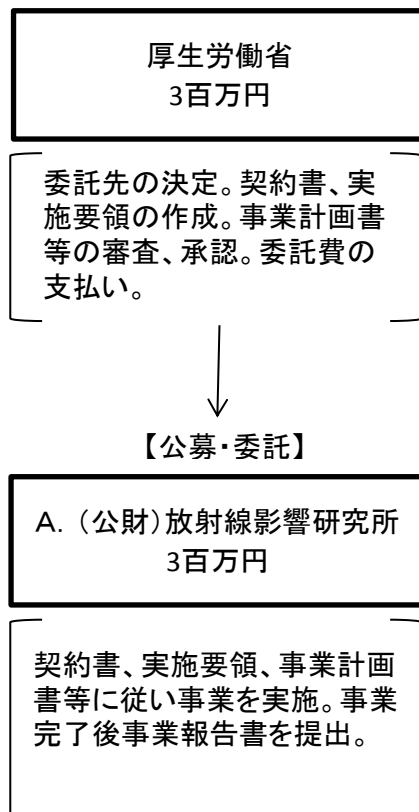 厚生労働省
3百万円
委託先の決定。契約書、実
施要領の作成。事業計画書
等の審査、承認。委託費の
支払い。
【公募・委託】
A.（公財）放射線影響研究所
3百万円
契約書、実施要領、事業計画
書等に従い事業を実施。事業
完了後事業報告書を提出。